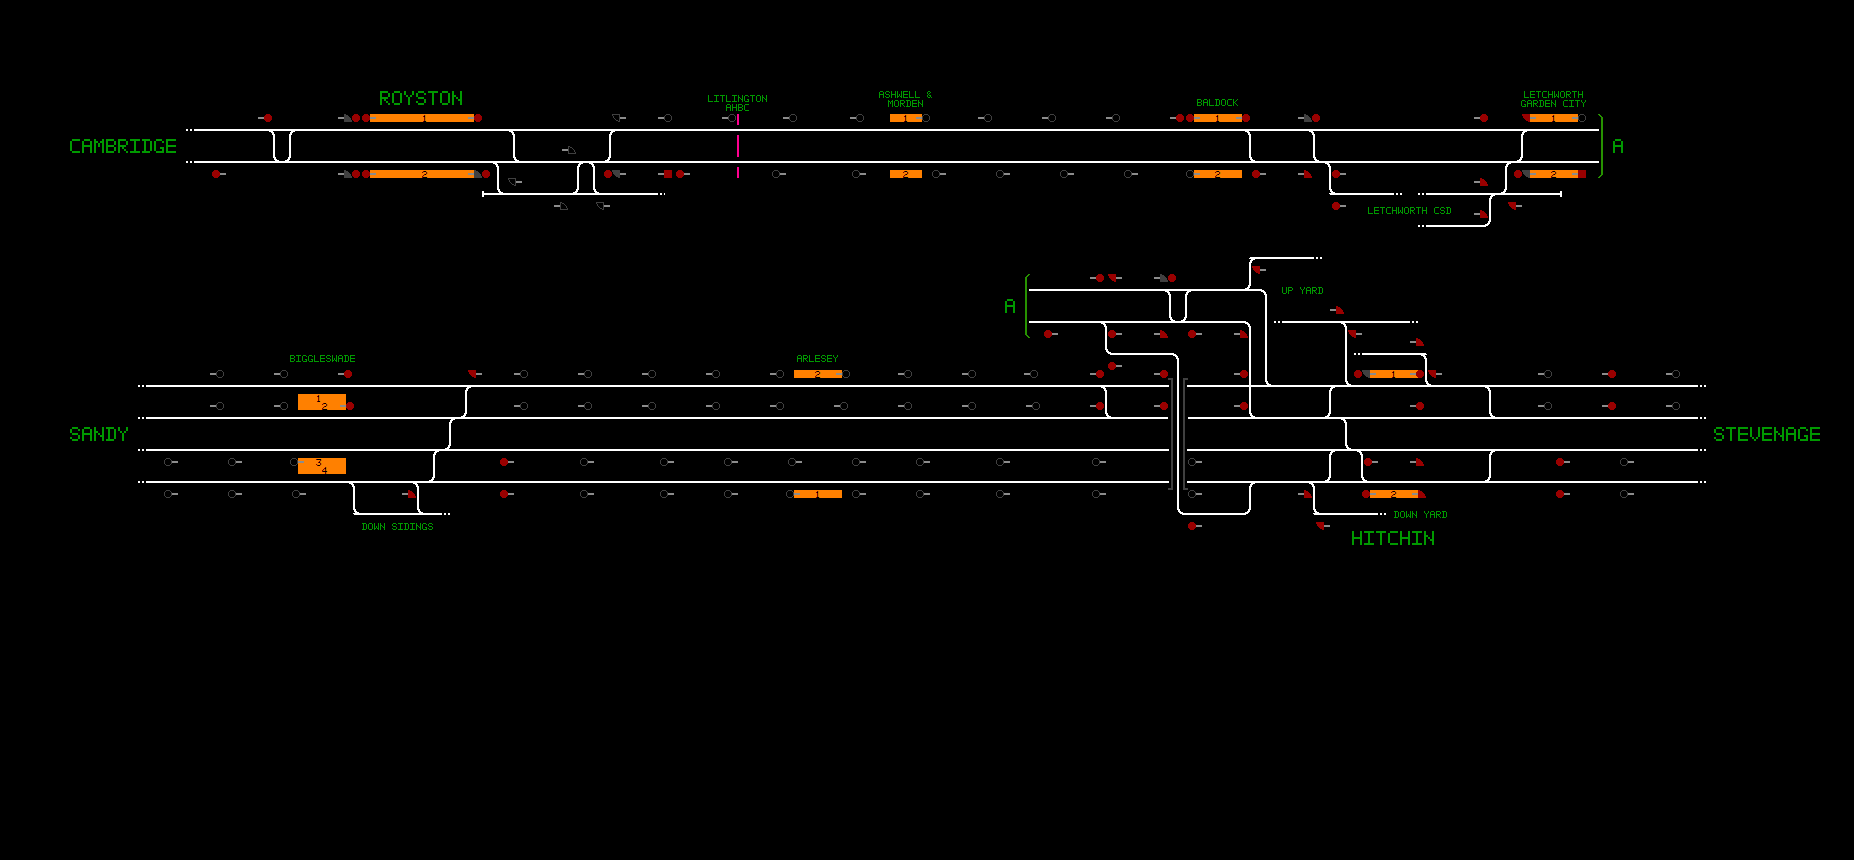 ROYSTON
LITLINGTON
AHBC
ASHWELL &
MORDEN
BALDOCK
LETCHWORTH
GARDEN CITY
1
1
1
1
CAMBRIDGE
A
2
2
2
2
LETCHWORTH CSD
UP YARD
A
BIGGLESWADE
ARLESEY
2
1
1
2
SANDY
STEVENAGE
3
4
1
2
DOWN SIDINGS
DOWN YARD
HITCHIN